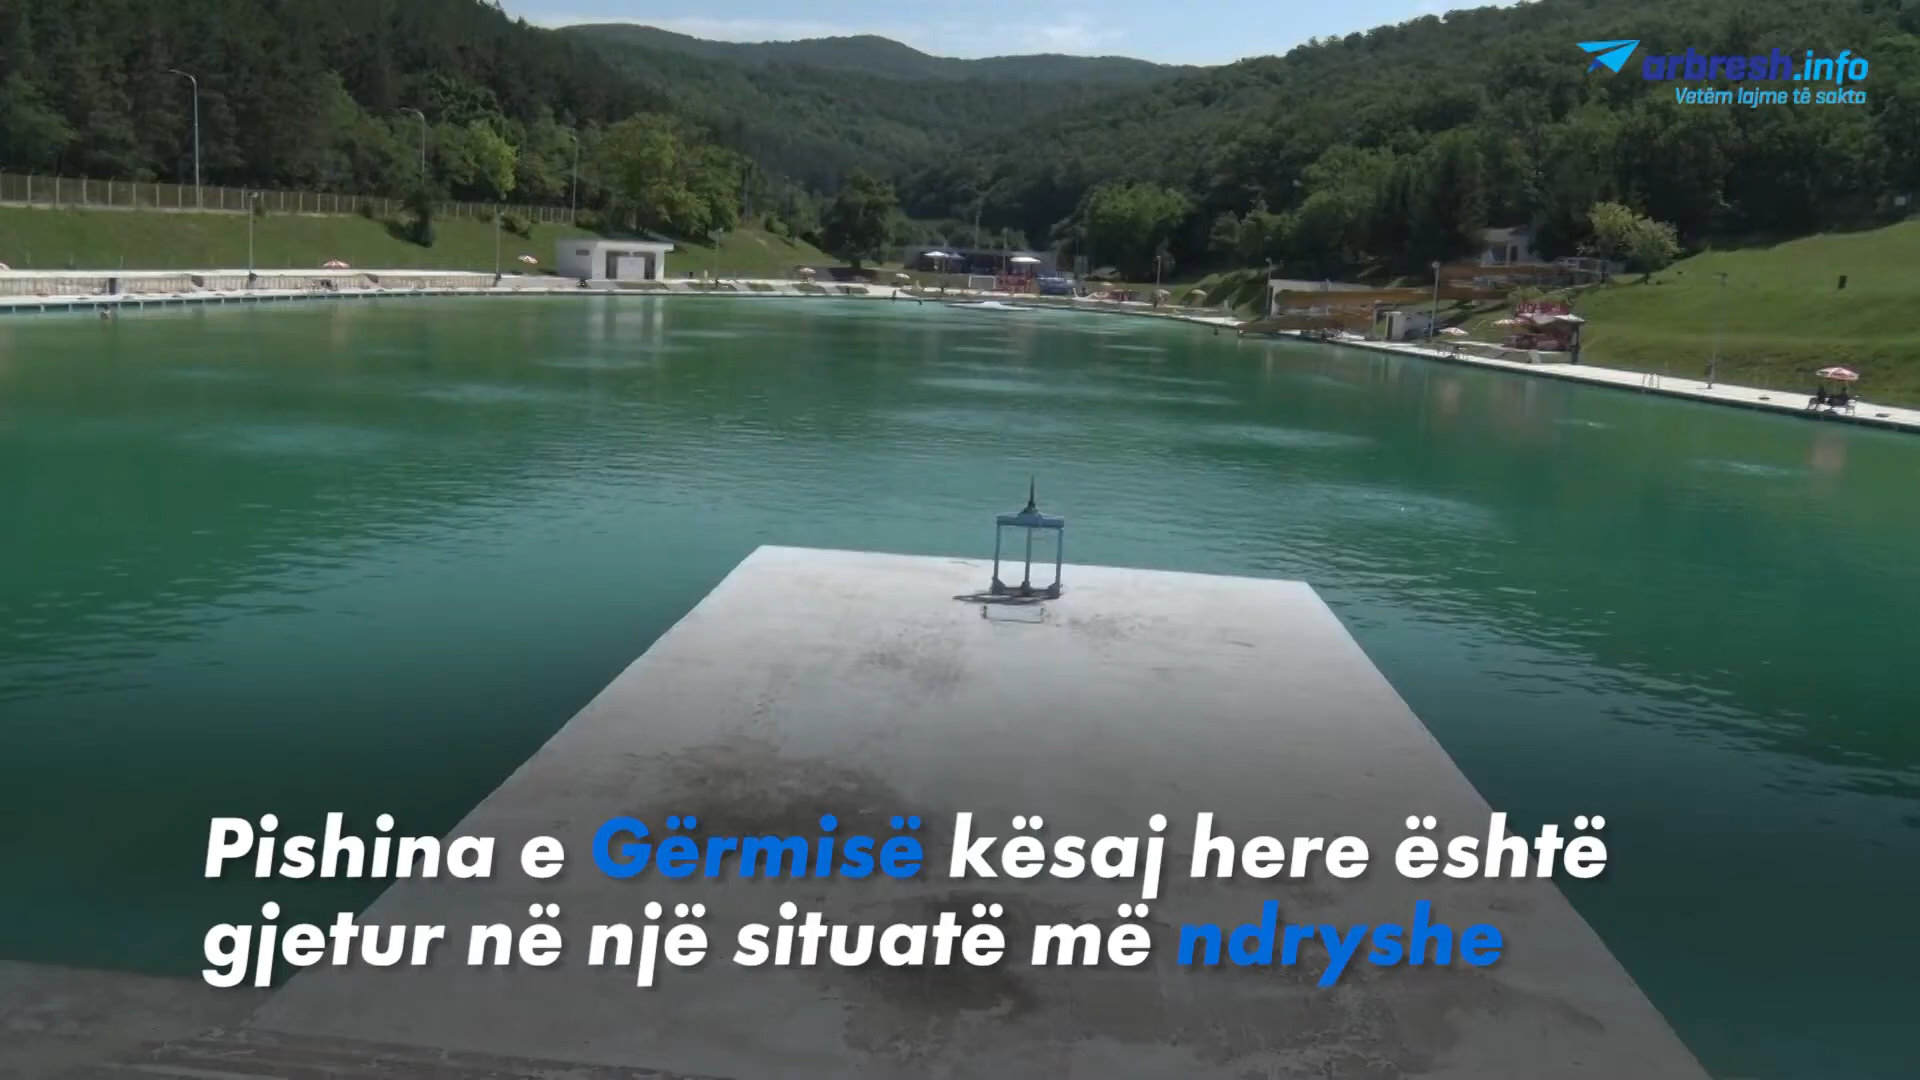 arbresh.info
Vetëm lajme të sakta
Pishina e Gërmisë kësaj here është
gjetur në një situatë më ndryshe